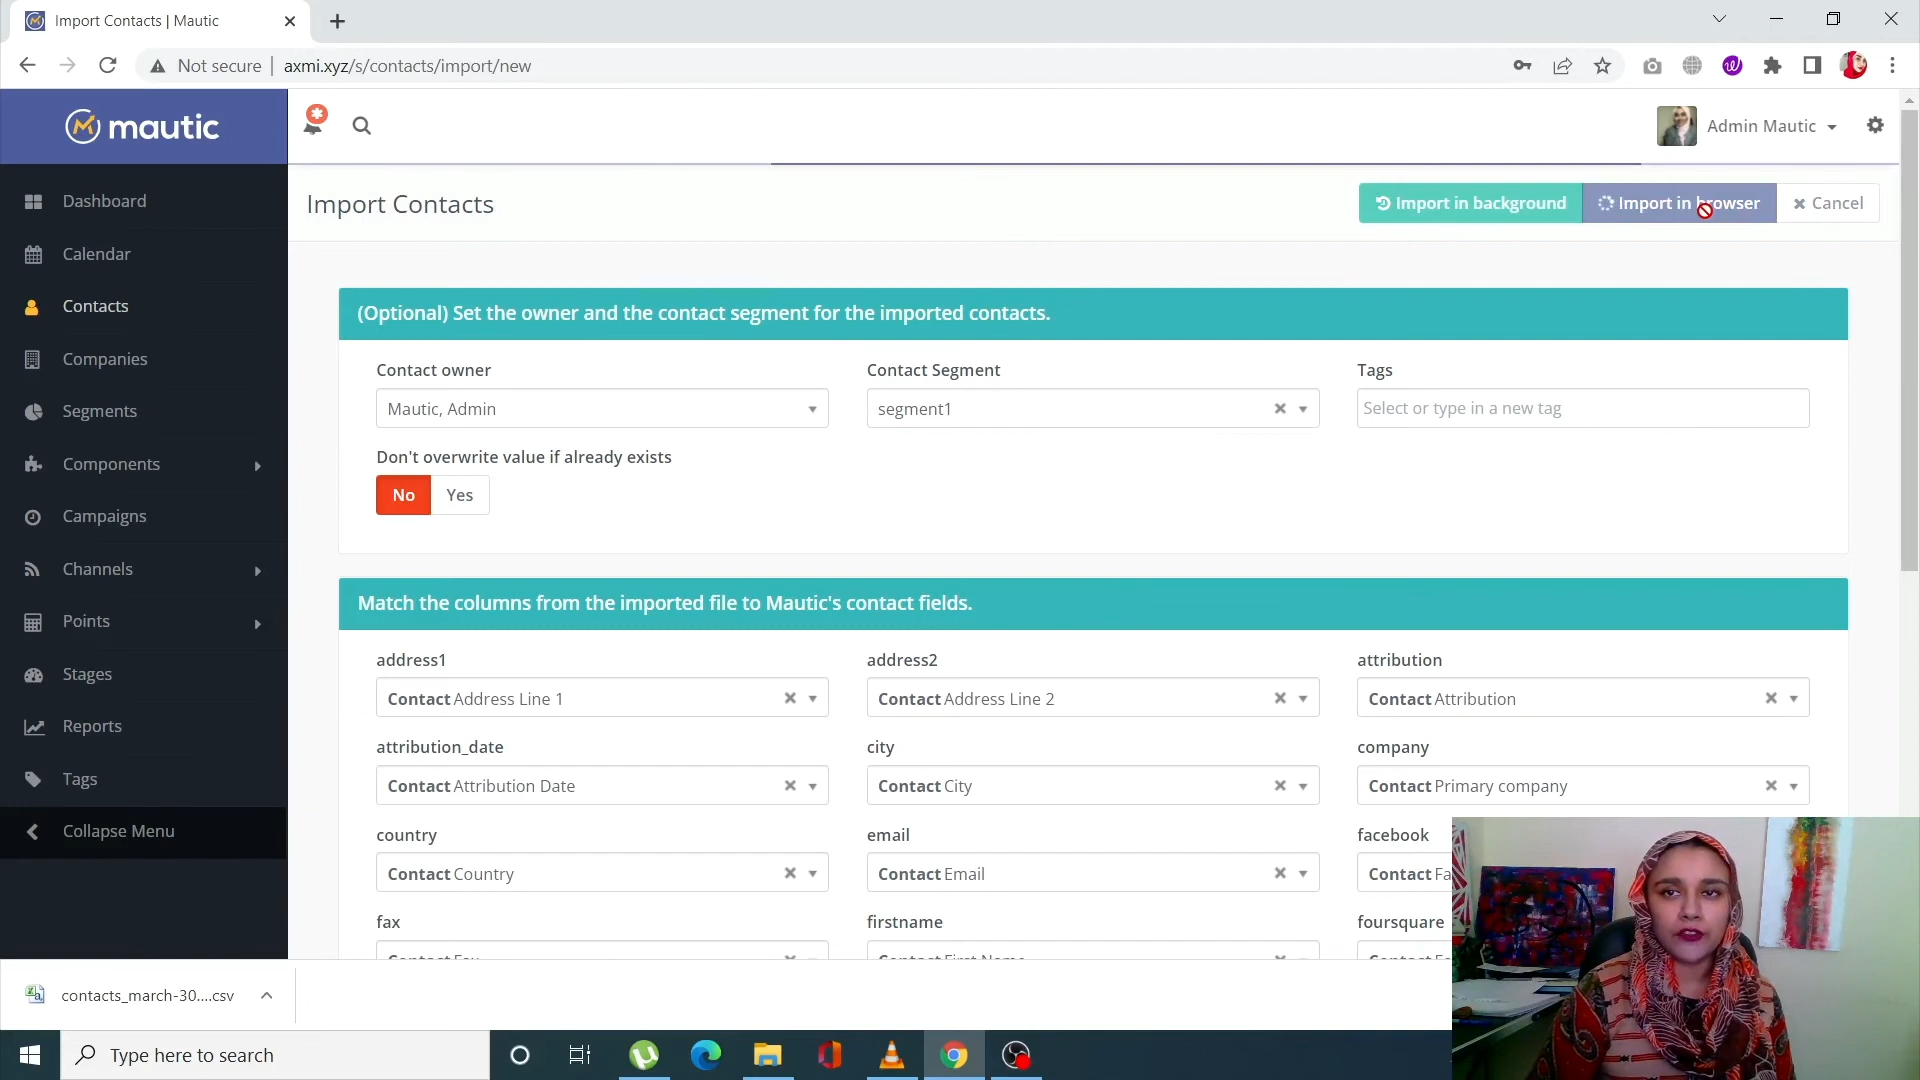 Import Contacts | Mautic
Not secure | axmi.xyz/s/contacts/import/new
mautic
Admin Mautic
Dashboard
Calendar
Contacts
Companies
Segments
Components
Campaigns
Channels
Points
Stages
Reports
Tags
Collapse Menu
Import Contacts
Import in background
Import in browser
Cancel
(Optional) Set the owner and the contact segment for the imported contacts.
Contact owner
Contact Segment
Tags
Mautic, Admin
segment1
Select or type in a new tag
Don't overwrite value if already exists
No
Yes
Match the columns from the imported file to Mautic's contact fields.
address1
address2
attribution
Contact Address Line 1
Contact Address Line 2
Contact Attribution
attribution_date
city
company
Contact Attribution Date
Contact City
Contact Primary company
country
email
facebook
Contact Country
Contact Email
Contact Fa
fax
firstname
foursquare
Contact Fax
Contact First Name
contacts_march-30....csv
Type here to search